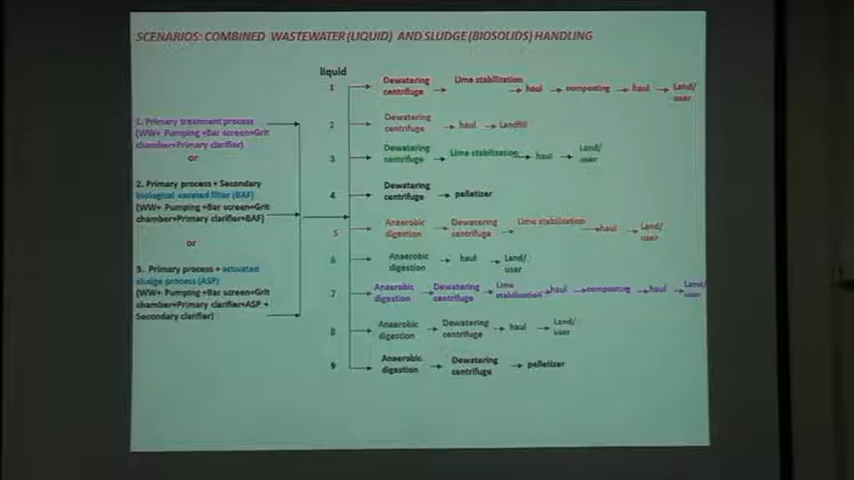 SCENARIOS: COMBINED WASTEWATER (LIQUID) AND SLUDGE (BIOSOLIDS) HANDLING
liquid
1. Primary treatment process
(WW+ Pumping +Bar screen+Grit
chamber+Primary clarifier)
or
2. Primary process + Secondary
biological aerated filter (BAF)
(WW+ Pumping +Bar screen+Grit
chamber+Primary clarifier+BAF)
or
3. Primary process + activated
sludge process (ASP)
(WW+ Pumping +Bar screen+Grit
chamber+Primary clarifier+ASP +
Secondary clarifier)
1 Dewatering centrifuge Lime stabilization haul composting haul Land/ user
2 Dewatering centrifuge haul Landfill
3 Dewatering centrifuge Lime stabilization haul Land/ user
4 Dewatering centrifuge pelletizer
5 Anaerobic digestion Dewatering centrifuge Lime stabilization haul Land/ user
6 Anaerobic digestion haul Land/ user
7 Anaerobic digestion Dewatering centrifuge Lime stabilization haul composting haul Land/ user
8 Anaerobic digestion Dewatering centrifuge haul Land/ user
9 Anaerobic digestion Dewatering centrifuge pelletizer